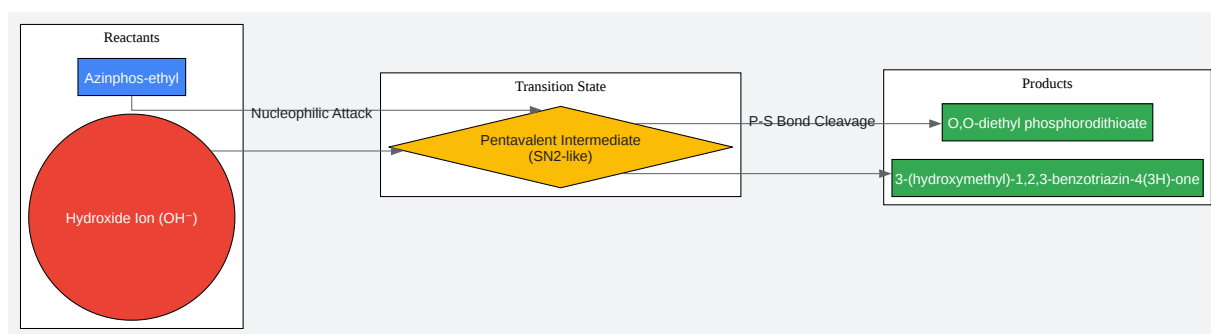 Reactants
Azinphos-ethyl
Hydroxide Ion (OH⁻)
Nucleophilic Attack
Transition State
Pentavalent Intermediate
(SN2-like)
P-S Bond Cleavage
Products
O,O-diethyl phosphorodithioate
3-(hydroxymethyl)-1,2,3-benzotriazin-4(3H)-one